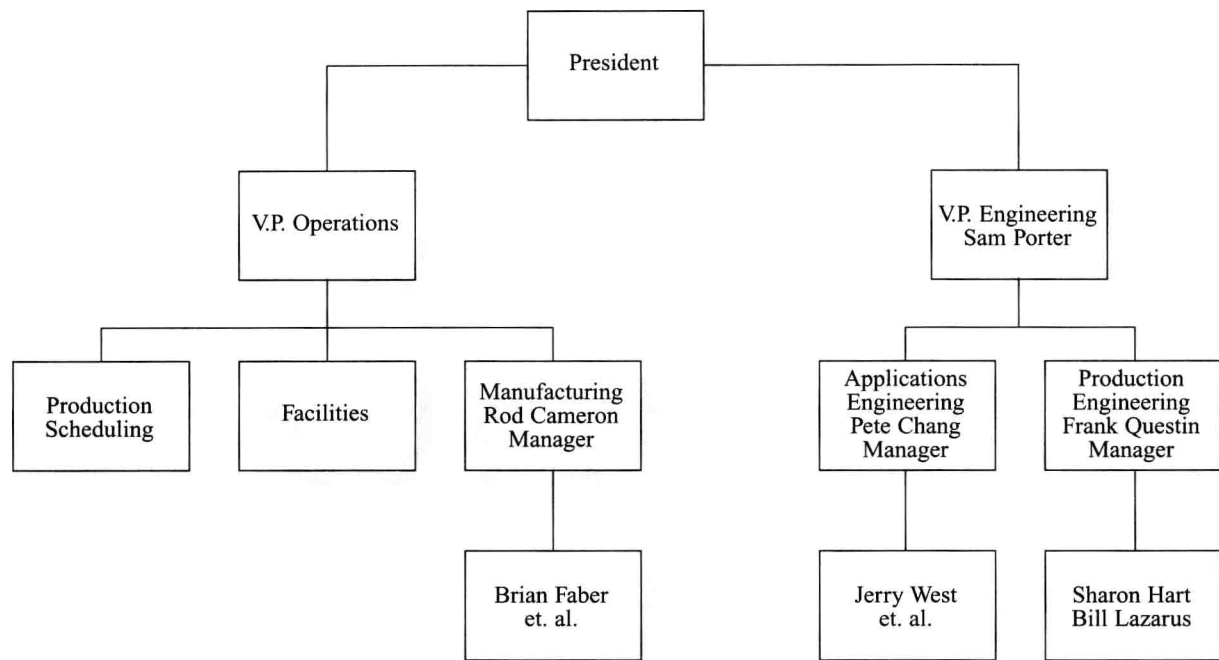 President
V.P. Operations
V.P. Engineering
Sam Porter
Production
Scheduling
Facilities
Manufacturing
Rod Cameron
Manager
Applications
Engineering
Pete Chang
Manager
Production
Engineering
Frank Questin
Manager
Brian Faber
et. al.
Jerry West
et. al.
Sharon Hart
Bill Lazarus